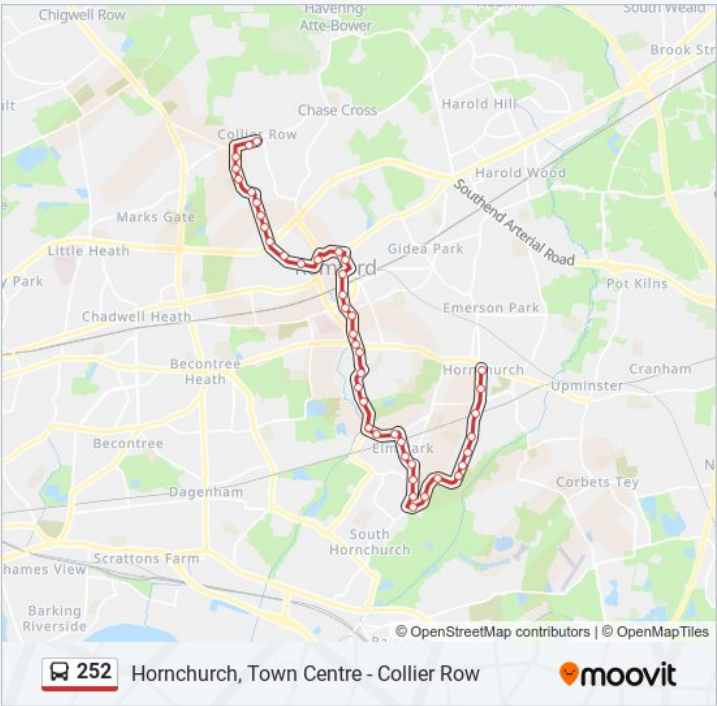 Chigwell Row
Havering-
Atte-Bower
South Weald
Brook Str
Chase Cross
Harold Hill
Collier Row
Harold Wood
Southend Arterial Road
Marks Gate
Little Heath
Gidea Park
Romford
y Park
Pot Kilns
Chadwell Heath
Emerson Park
Becontree
Heath
Hornchurch
Cranham
Upminster
Becontree
Elm Park
Dagenham
Corbets Tey
South
Hornchurch
Scrattons Farm
hames View
Barking
Riverside
© OpenStreetMap contributors | © OpenMapTiles
252
Hornchurch, Town Centre - Collier Row
moovit